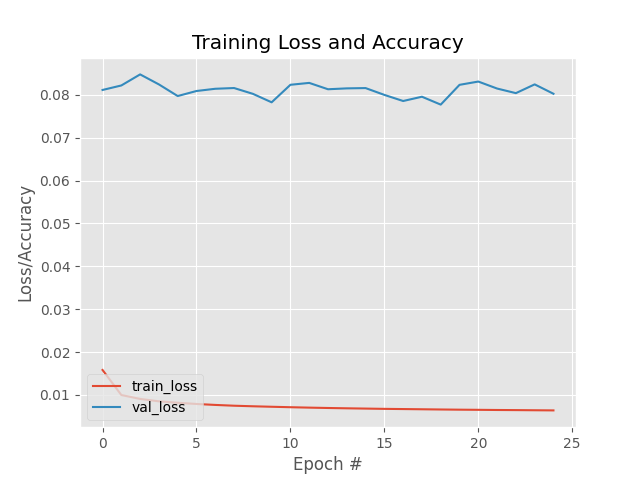 Training Loss and Accuracy
Loss/Accuracy
0.08
0.07
0.06
0.05
0.04
0.03
0.02
0.01
train_loss
val_loss
0 5 10 15 20 25
Epoch #